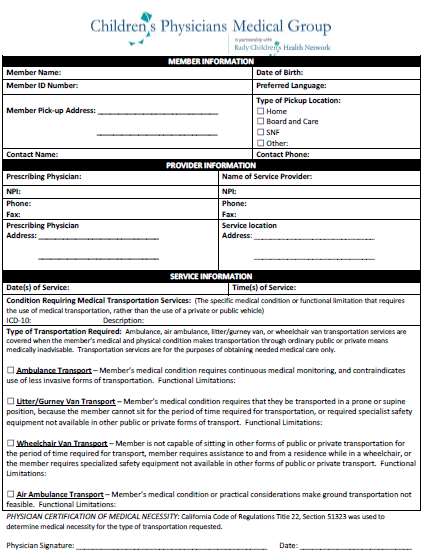 Children's Physicians Medical Group
in partnership with
Rady Children's Health Network
MEMBER INFORMATION
Member Name: Date of Birth:
Member ID Number: Preferred Language:
Member Pick-up Address: Type of Pickup Location:
☐ Home
☐ Board and Care
☐ SNF
☐ Other:
Contact Name: Contact Phone:
PROVIDER INFORMATION
Prescribing Physician: Name of Service Provider:
NPI: NPI:
Phone: Phone:
Fax: Fax:
Prescribing Physician Service location
Address: Address:
SERVICE INFORMATION
Date(s) of Service: Time(s) of Service:
Condition Requiring Medical Transportation Services: (The specific medical condition or functional limitation that requires
the use of medical transportation, rather than the use of a private or public vehicle)
ICD-10: Description:
Type of Transportation Required: Ambulance, air ambulance, litter/gurney van, or wheelchair van transportation services are
covered when the member's medical and physical condition makes transportation through ordinary public or private means
medically inadvisable. Transportation services are for the purposes of obtaining needed medical care only.
☐ Ambulance Transport – Member's medical condition requires continuous medical monitoring, and contraindicates
use of less invasive forms of transportation. Functional Limitations:
☐ Litter/Gurney Van Transport – Member's medical condition requires that they be transported in a prone or supine
position, because the member cannot sit for the period of time required for transportation, or required specialist safety
equipment not available in other public or private forms of transport. Functional Limitations:
☐ Wheelchair Van Transport – Member is not capable of sitting in other forms of public or private transportation for
the period of time required for transport, member requires assistance to and from a residence while in a wheelchair, or
the member requires specialized safety equipment not available in other forms of public or private transport. Functional
Limitations:
☐ Air Ambulance Transport – Member's medical condition or practical considerations make ground transportation not
feasible. Functional Limitations:
PHYSICIAN CERTIFICATION OF MEDICAL NECESSITY: California Code of Regulations Title 22, Section 51323 was used to
determine medical necessity for the type of transportation requested.
Physician Signature: Date: